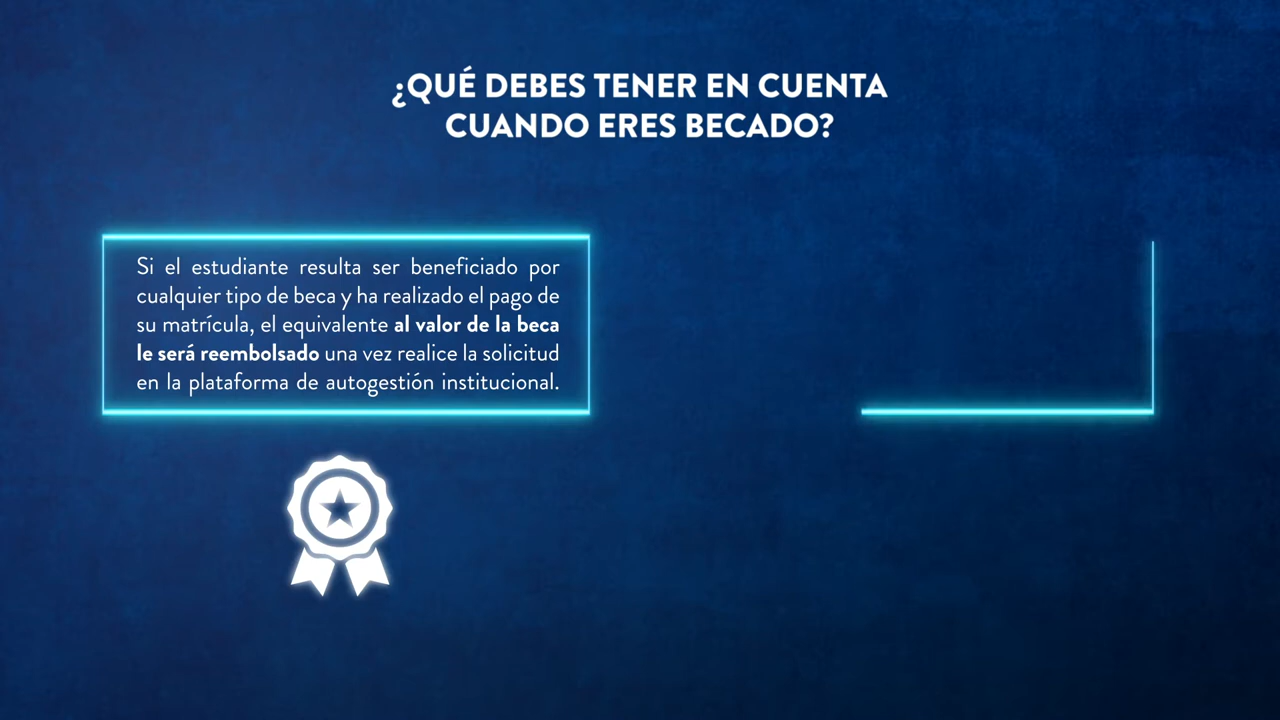 ¿QUÉ DEBES TENER EN CUENTA
CUANDO ERES BECADO?
Si el estudiante resulta ser beneficiado por
cualquier tipo de beca y ha realizado el pago de
su matrícula, el equivalente al valor de la beca
le será reembolsado una vez realice la solicitud
en la plataforma de autogestión institucional.